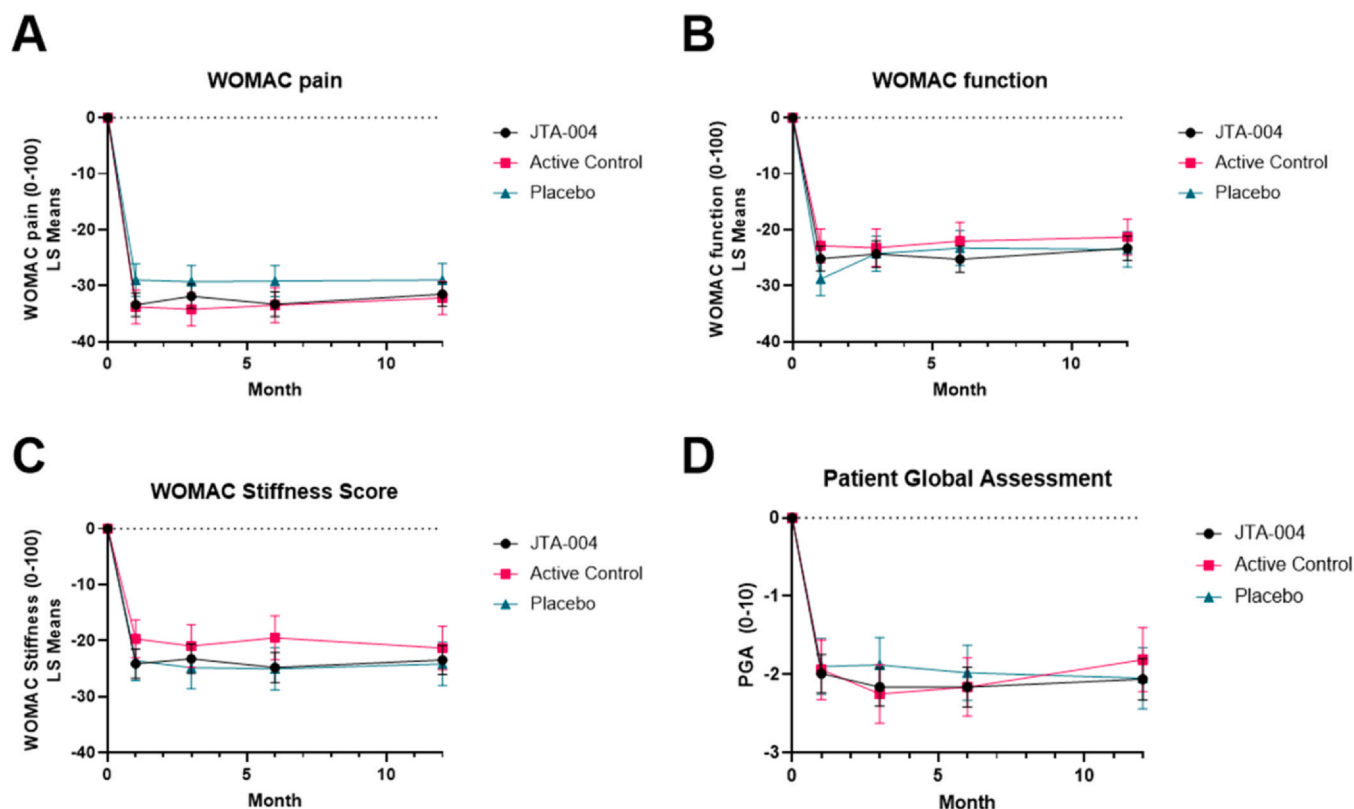 A
WOMAC pain
WOMAC pain (0-100)
LS Means
0
-10
-20
-30
-40
0
5
10
Month
JTA-004
Active Control
Placebo
B
WOMAC function
WOMAC function (0-100)
LS Means
0
-10
-20
-30
-40
0
5
10
Month
JTA-004
Active Control
Placebo
C
WOMAC Stiffness Score
WOMAC Stiffness (0-100)
LS Means
0
-10
-20
-30
-40
0
5
10
Month
JTA-004
Active Control
Placebo
D
Patient Global Assessment
PGA (0-10)
0
-1
-2
-3
0
5
10
Month
JTA-004
Active Control
Placebo